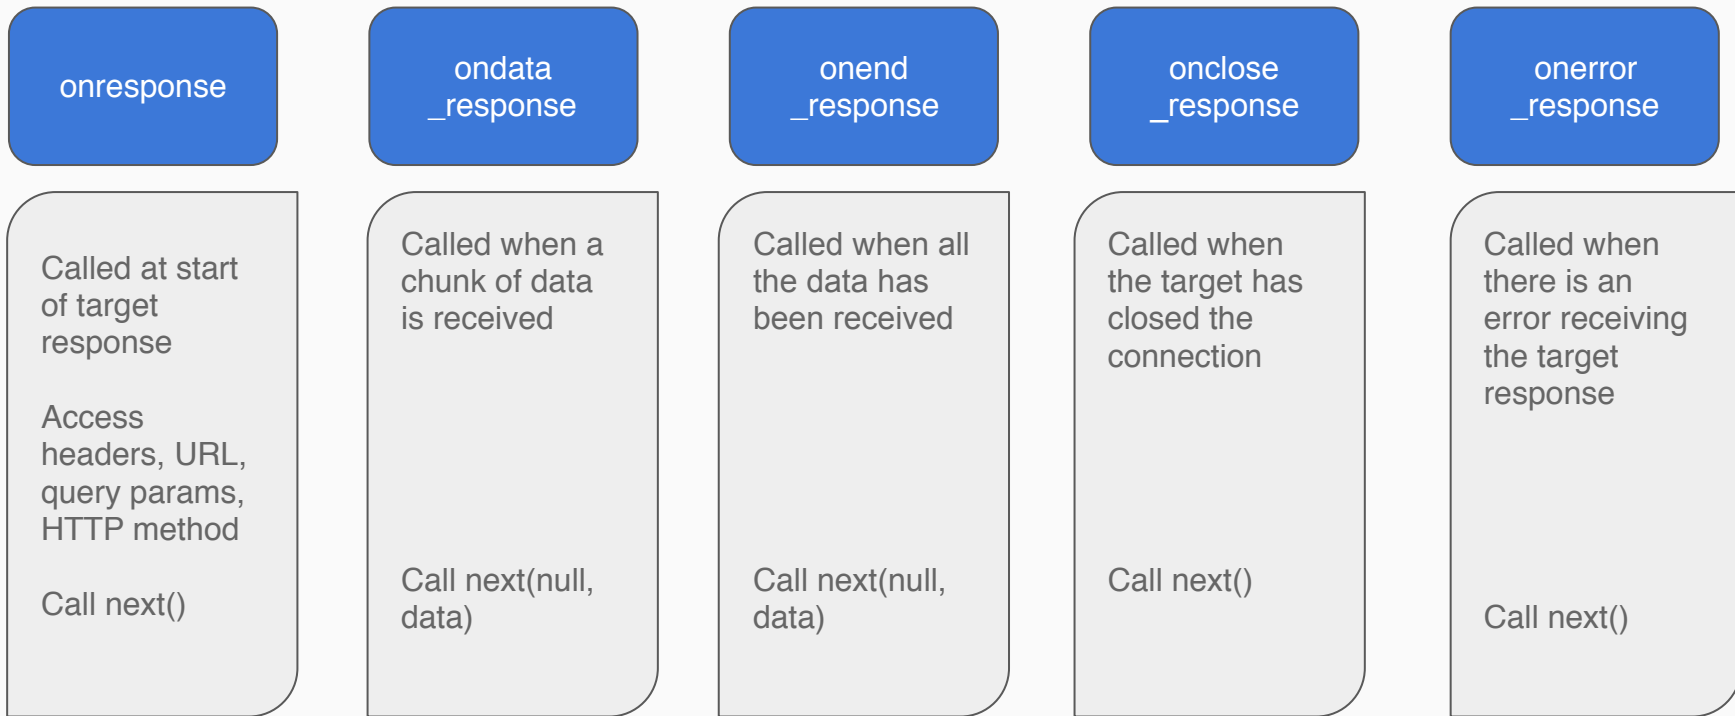 onresponse
ondata
_response
onend
_response
onclose
_response
onerror
_response
Called at start
of target
response
Access
headers, URL,
query params,
HTTP method
Call next()
Called when a
chunk of data
is received
Call next(null,
data)
Called when all
the data has
been received
Call next(null,
data)
Called when
the target has
closed the
connection
Call next()
Called when
there is an
error receiving
the target
response
Call next()